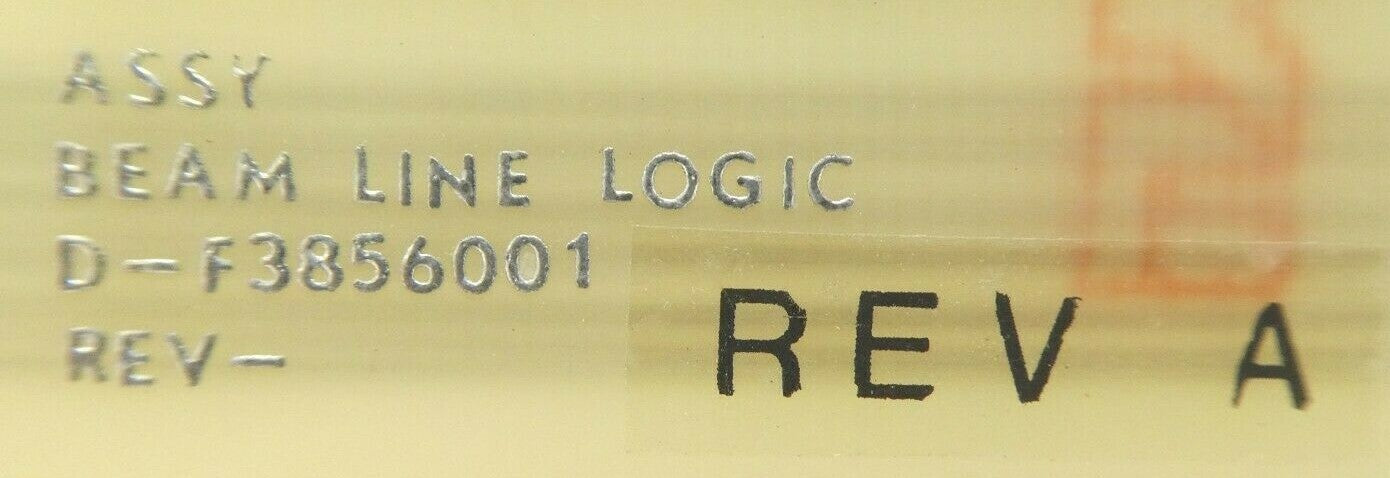 ASSY
BEAM LINE LOGIC
D-F3856001
REV-
REV A